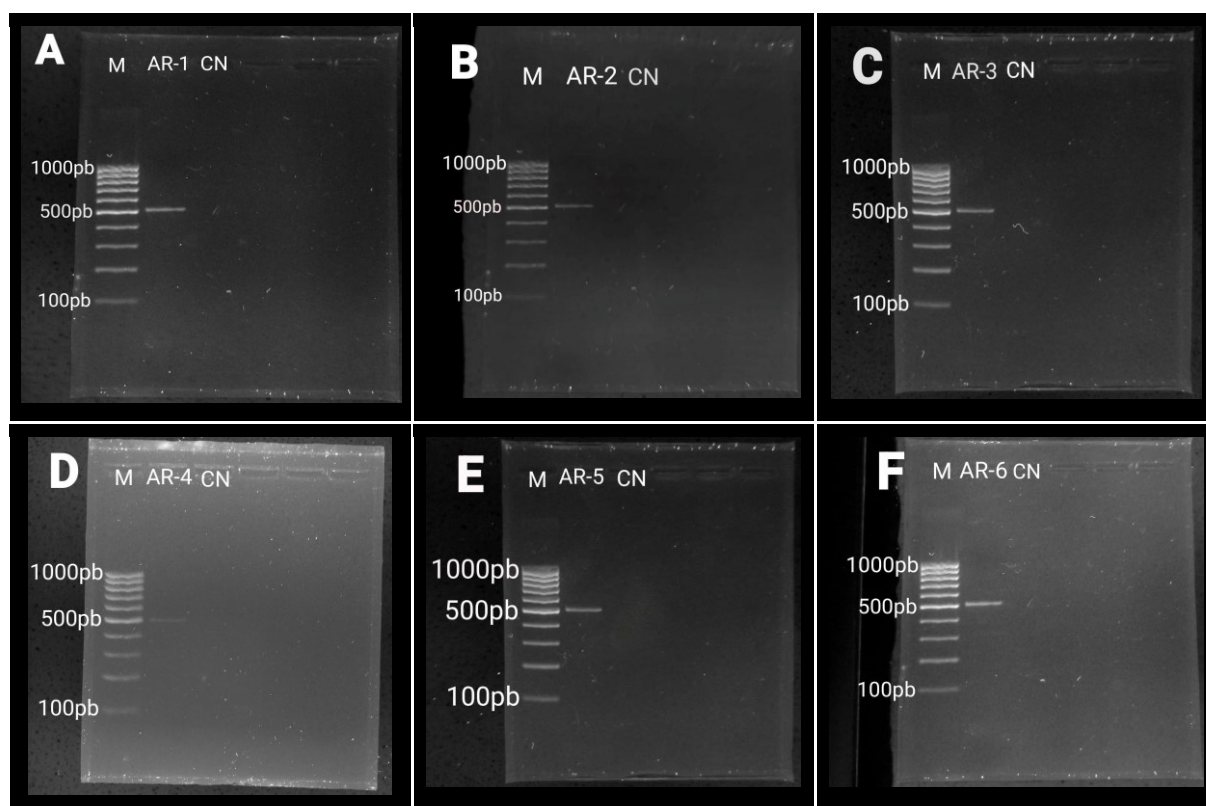 A
M AR-1 CN
1000pb
500pb
100pb
B
M AR-2 CN
1000pb
500pb
100pb
C
M AR-3 CN
1000pb
500pb
100pb
D
M AR-4 CN
1000pb
500pb
100pb
E
M AR-5 CN
1000pb
500pb
100pb
F
M AR-6 CN
1000pb
500pb
100pb